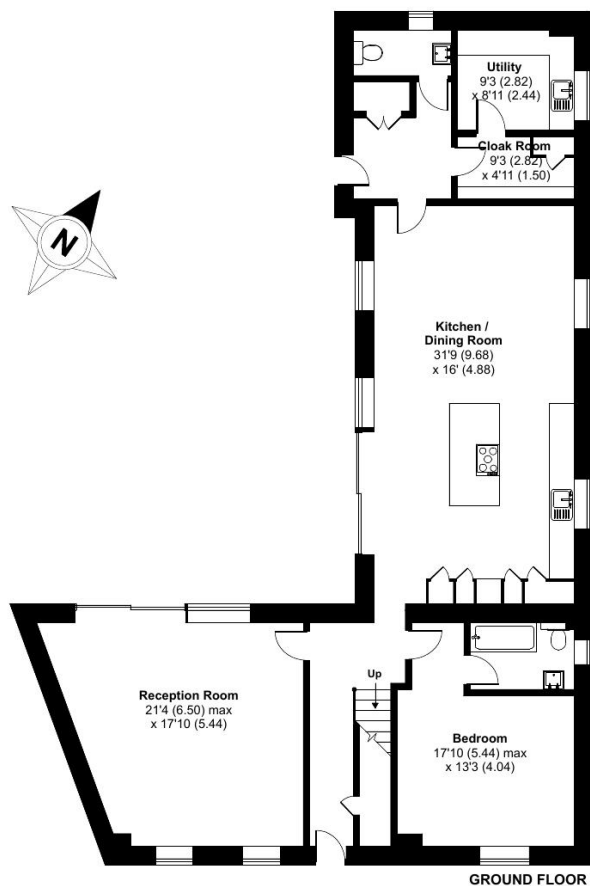 Utility
9'3 (2.82)
x 8'11 (2.44)
Cloak Room
9'3 (2.82)
x 4'11 (1.50)
N
Kitchen /
Dining Room
31'9 (9.68)
x 16' (4.88)
Up
Reception Room
21'4 (6.50) max
x 17'10 (5.44)
Bedroom
17'10 (5.44) max
x 13'3 (4.04)
GROUND FLOOR